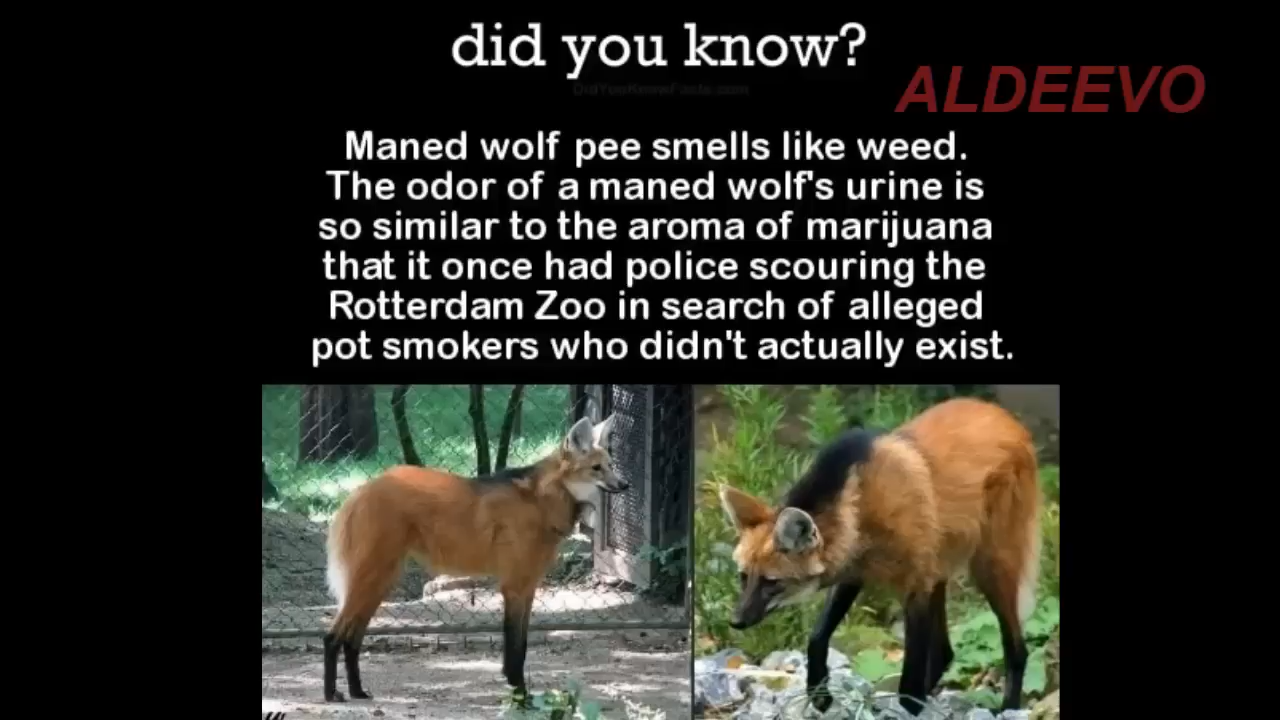 did you know?
DidYouKnowFacts.com
ALDEEVO
Maned wolf pee smells like weed.
The odor of a maned wolf's urine is
so similar to the aroma of marijuana
that it once had police scouring the
Rotterdam Zoo in search of alleged
pot smokers who didn't actually exist.